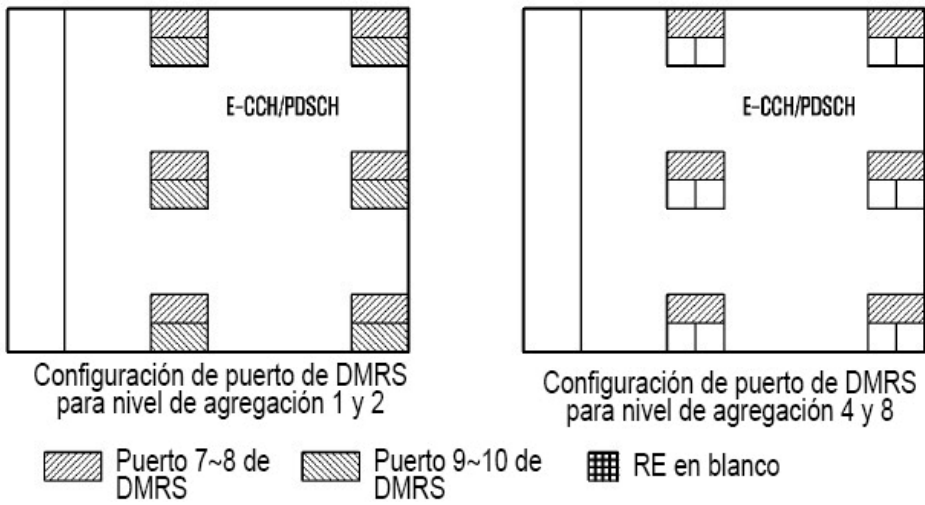 E-CCH/PDSCH
E-CCH/PDSCH
Configuración de puerto de DMRS
para nivel de agregación 1 y 2
Configuración de puerto de DMRS
para nivel de agregación 4 y 8
Puerto 7~8 de
DMRS
Puerto 9~10 de
DMRS
RE en blanco